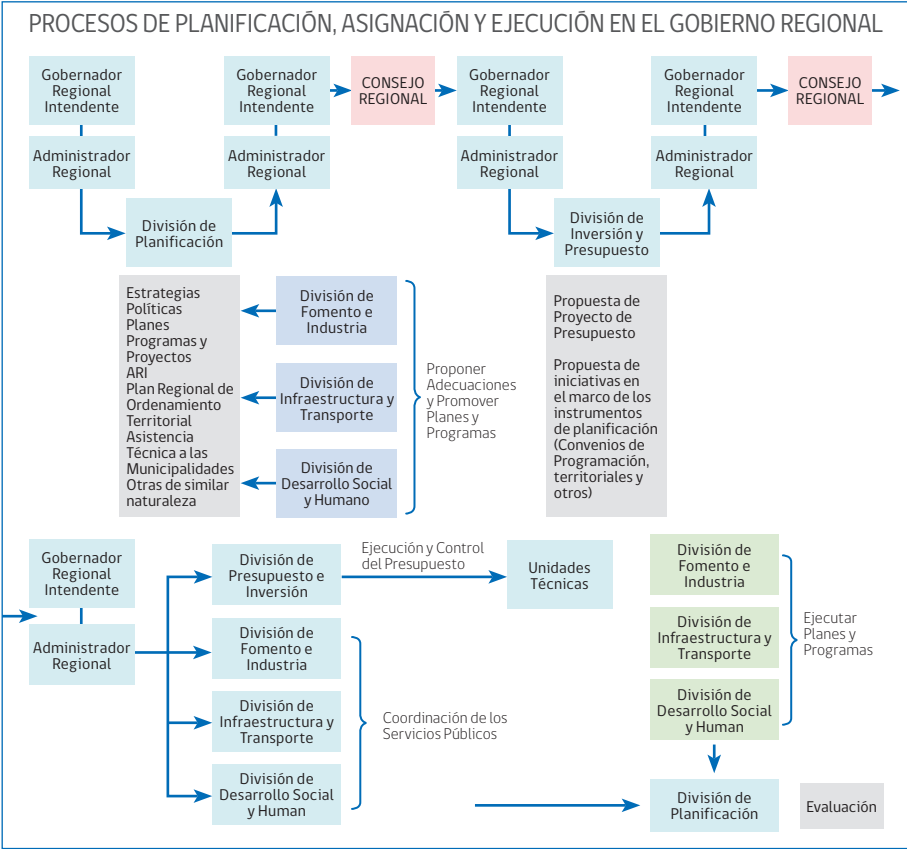 PROCESOS DE PLANIFICACIÓN, ASIGNACIÓN Y EJECUCIÓN EN EL GOBIERNO REGIONAL
Gobernador
Regional
Intendente
Administrador
Regional
División de
Planificación
Gobernador
Regional
Intendente
Administrador
Regional
CONSEJO
REGIONAL
Gobernador
Regional
Intendente
Administrador
Regional
División de
Inversión y
Presupuesto
Gobernador
Regional
Intendente
Administrador
Regional
CONSEJO
REGIONAL
Estrategias
Políticas
Planes
Programas y
Proyectos
ARI
Plan Regional de
Ordenamiento
Territorial
Asistencia
Técnica a las
Municipalidades
Otras de similar
naturaleza
División de
Fomento e
Industria
División de
Infraestructura y
Transporte
División de
Desarrollo Social
y Humano
Proponer
Adecuaciones
y Promover
Planes y
Programas
Propuesta de
Proyecto de
Presupuesto
Propuesta de
iniciativas en
el marco de los
instrumentos
de planificación
(Convenios de
Programación,
territoriales y
otros)
Gobernador
Regional
Intendente
Administrador
Regional
División de
Presupuesto e
Inversión
Ejecución y Control
del Presupuesto
Unidades
Técnicas
División de
Fomento e
Industria
División de
Infraestructura y
Transporte
División de
Desarrollo Social
y Human
Coordinación de los
Servicios Públicos
División de
Fomento e
Industria
División de
Infraestructura y
Transporte
División de
Desarrollo Social
y Human
Ejecutar
Planes y
Programas
División de
Planificación
Evaluación